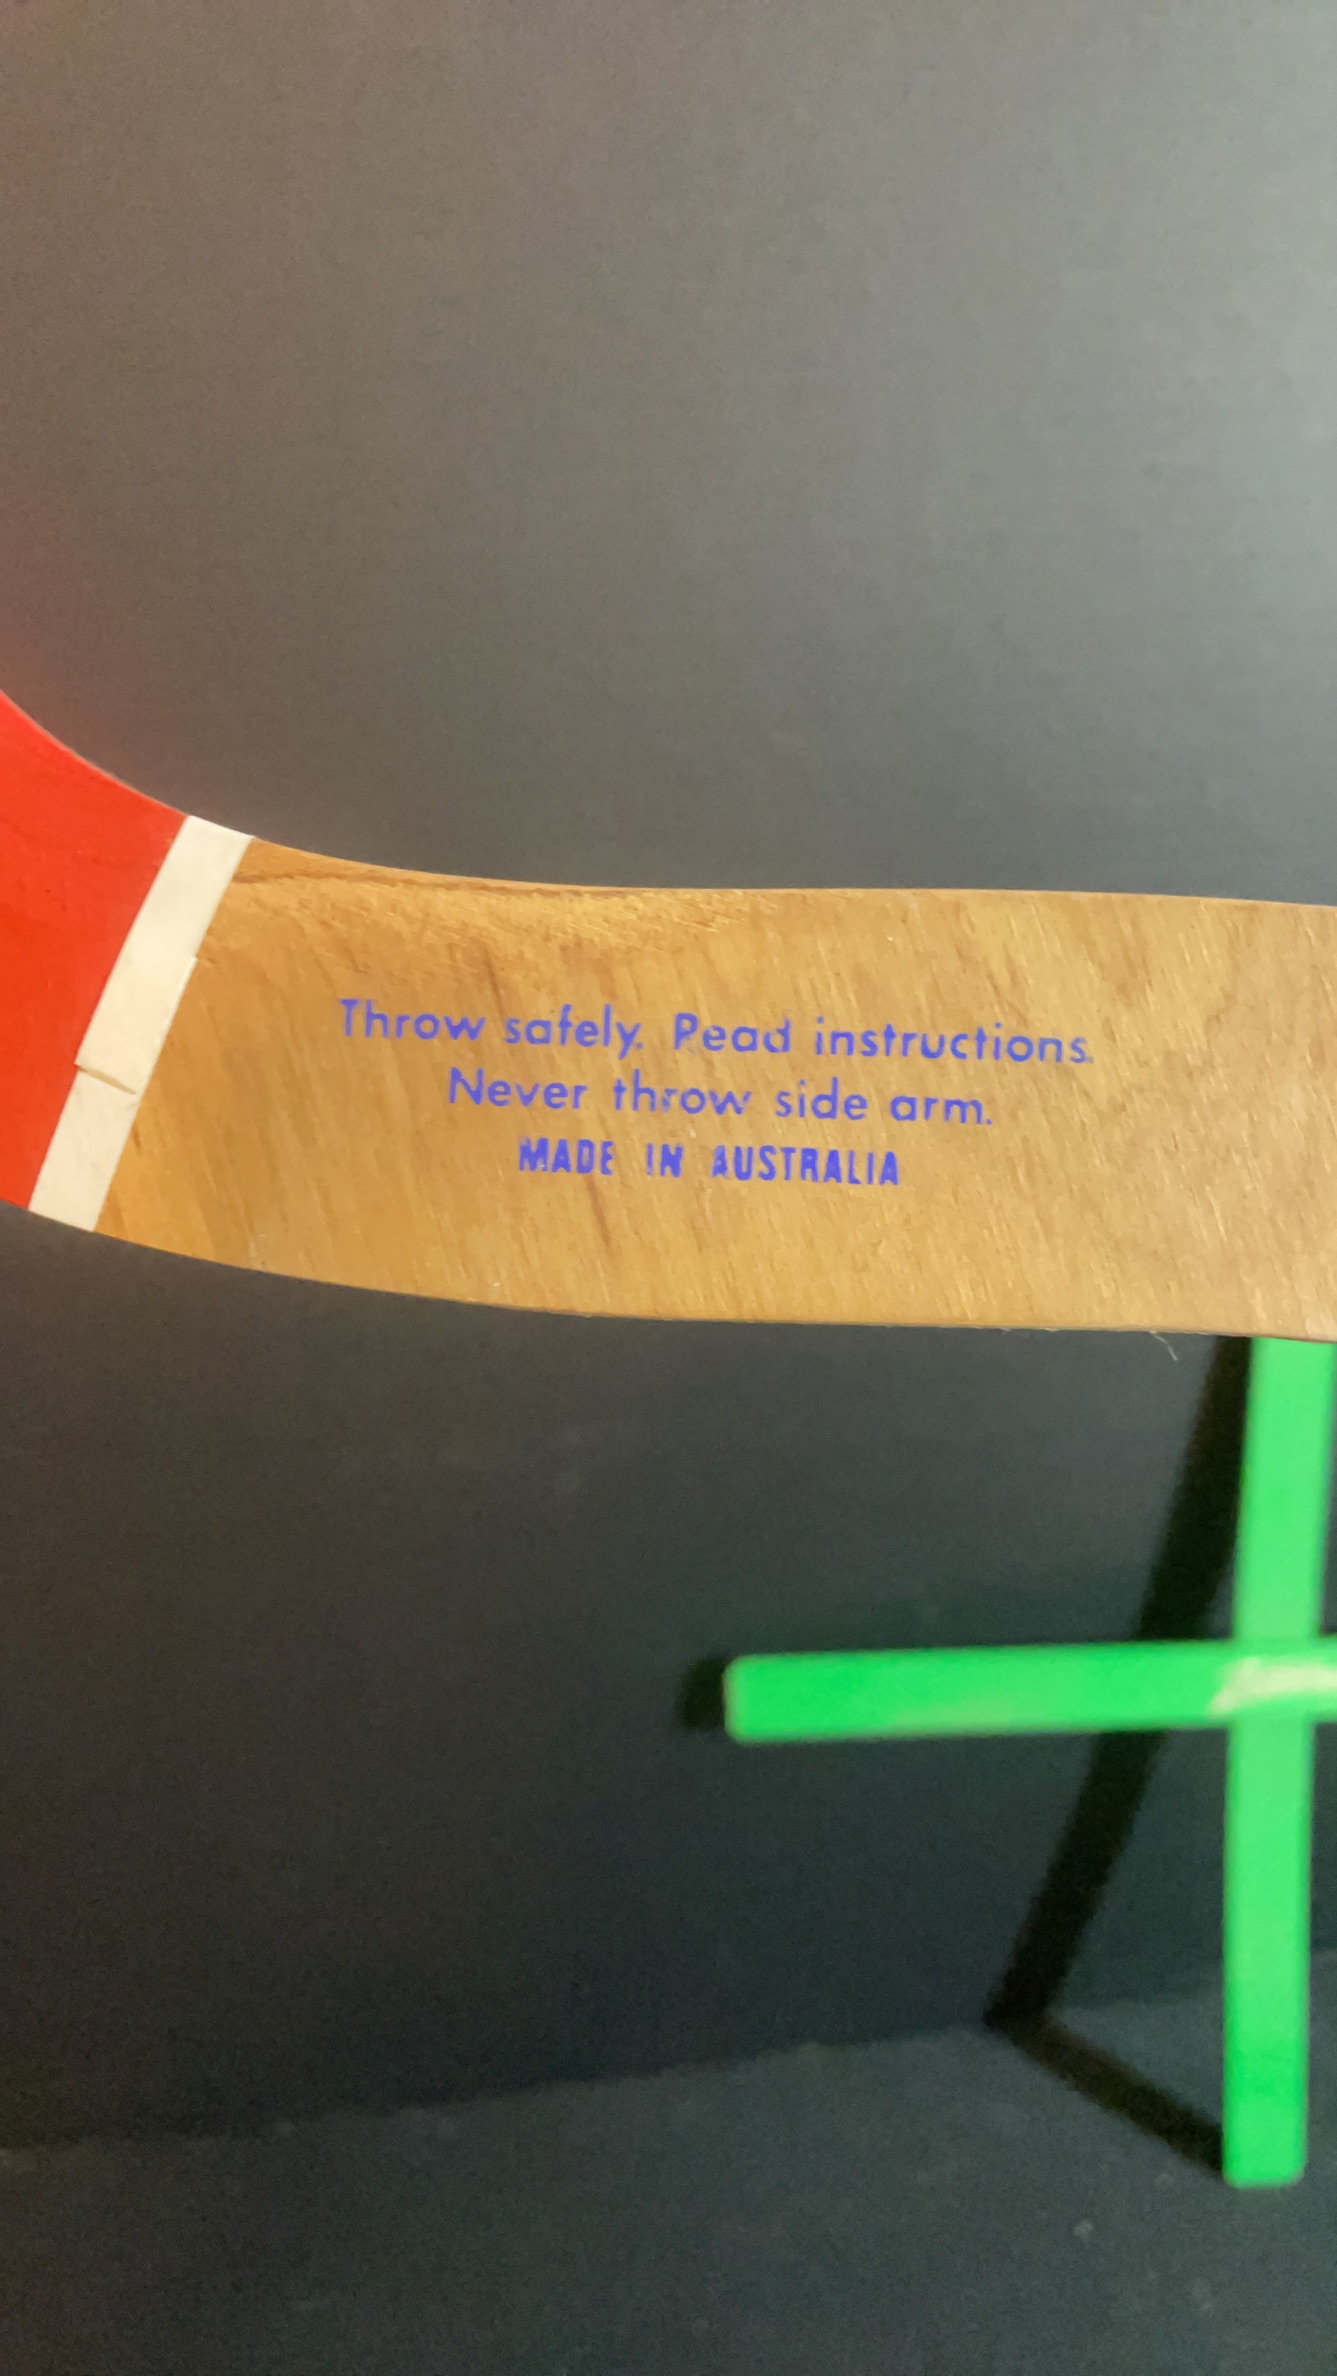 Throw safely. Read instructions.
Never throw side arm.
MADE IN AUSTRALIA